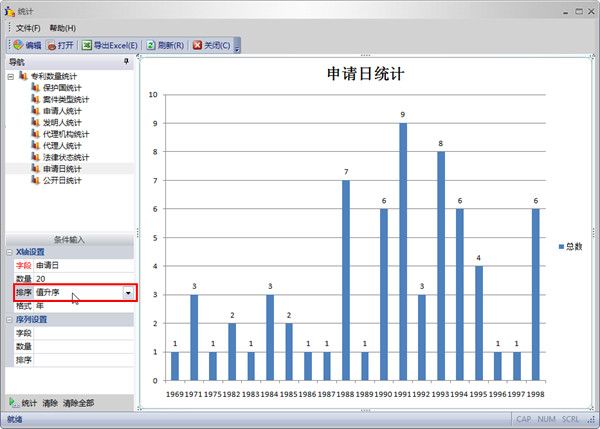 统计
文件(F) 帮助(H)
编辑 打开 导出Excel(E) 刷新(R) 关闭(C)
导航
专利数量统计
保护国统计
案件类型统计
申请人统计
发明人统计
代理机构统计
代理人统计
法律状态统计
申请日统计
公开日统计
条件输入
X轴设置
字段 申请日
数量 20
排序 值升序
格式 年
序列设置
字段
数量
排序
统计 清除 清除全部
申请日统计
10
9
8
7
6
5
4
3
2
1
0
1 3 1 2 1 3 2 1 1 7 1 6 9 3 8 6 4 1 1 6
1969 1971 1975 1982 1983 1984 1985 1986 1987 1988 1989 1990 1991 1992 1993 1994 1995 1996 1997 1998
总数
就绪 CAP NUM SCRL